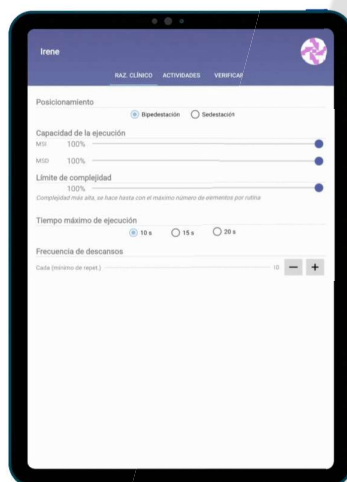 Irene
RAZ. CLÍNICO ACTIVIDADES VERIFICAR
Posicionamiento
Bipedestación Sedestación
Capacidad de la ejecución
MSI 100%
MSD 100%
Límite de complejidad
100%
Complejidad más alta, se hace hasta con el máximo número de elementos por rutina
Tiempo máximo de ejecución
10 s 15 s 20 s
Frecuencia de descansos
Cada (mínimo de repet.) 10 - +